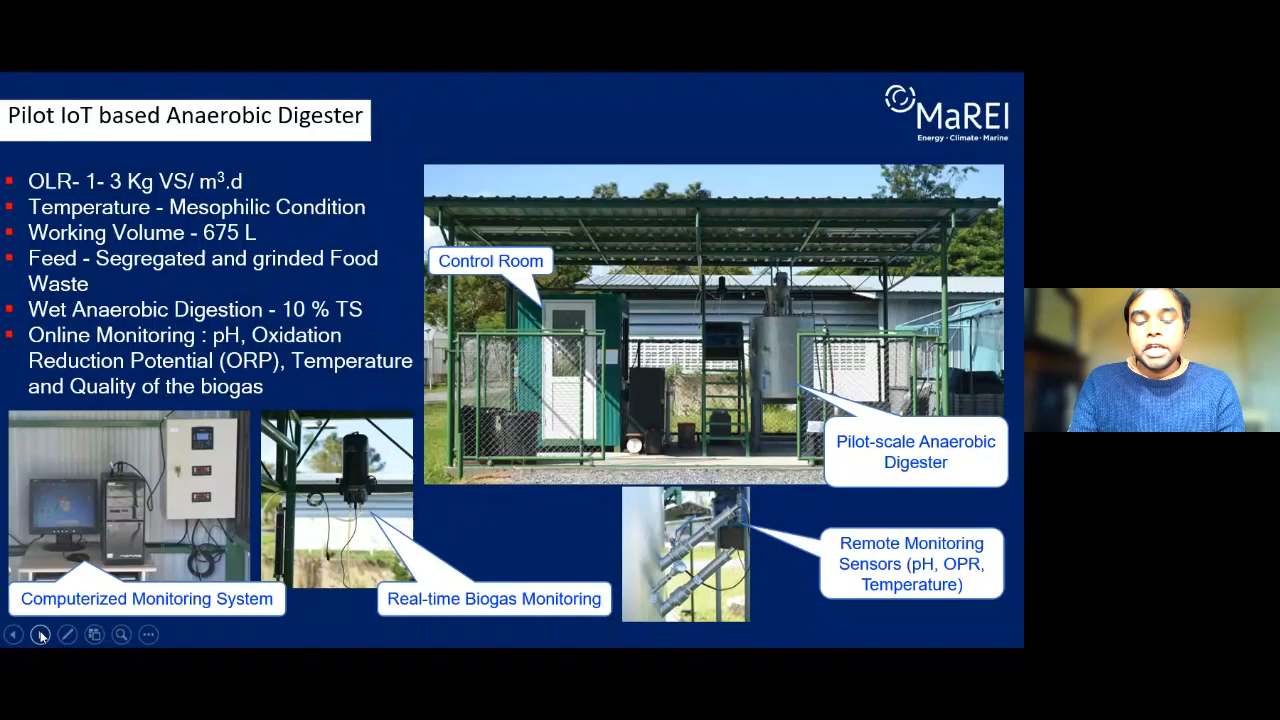 Pilot IoT based Anaerobic Digester
MaREI
Energy · Climate · Marine
OLR- 1- 3 Kg VS/ m³.d
Temperature - Mesophilic Condition
Working Volume - 675 L
Feed - Segregated and grinded Food
Waste
Wet Anaerobic Digestion - 10 % TS
Online Monitoring : pH, Oxidation
Reduction Potential (ORP), Temperature
and Quality of the biogas
Control Room
Pilot-scale Anaerobic
Digester
Remote Monitoring
Sensors (pH, OPR,
Temperature)
Computerized Monitoring System
Real-time Biogas Monitoring